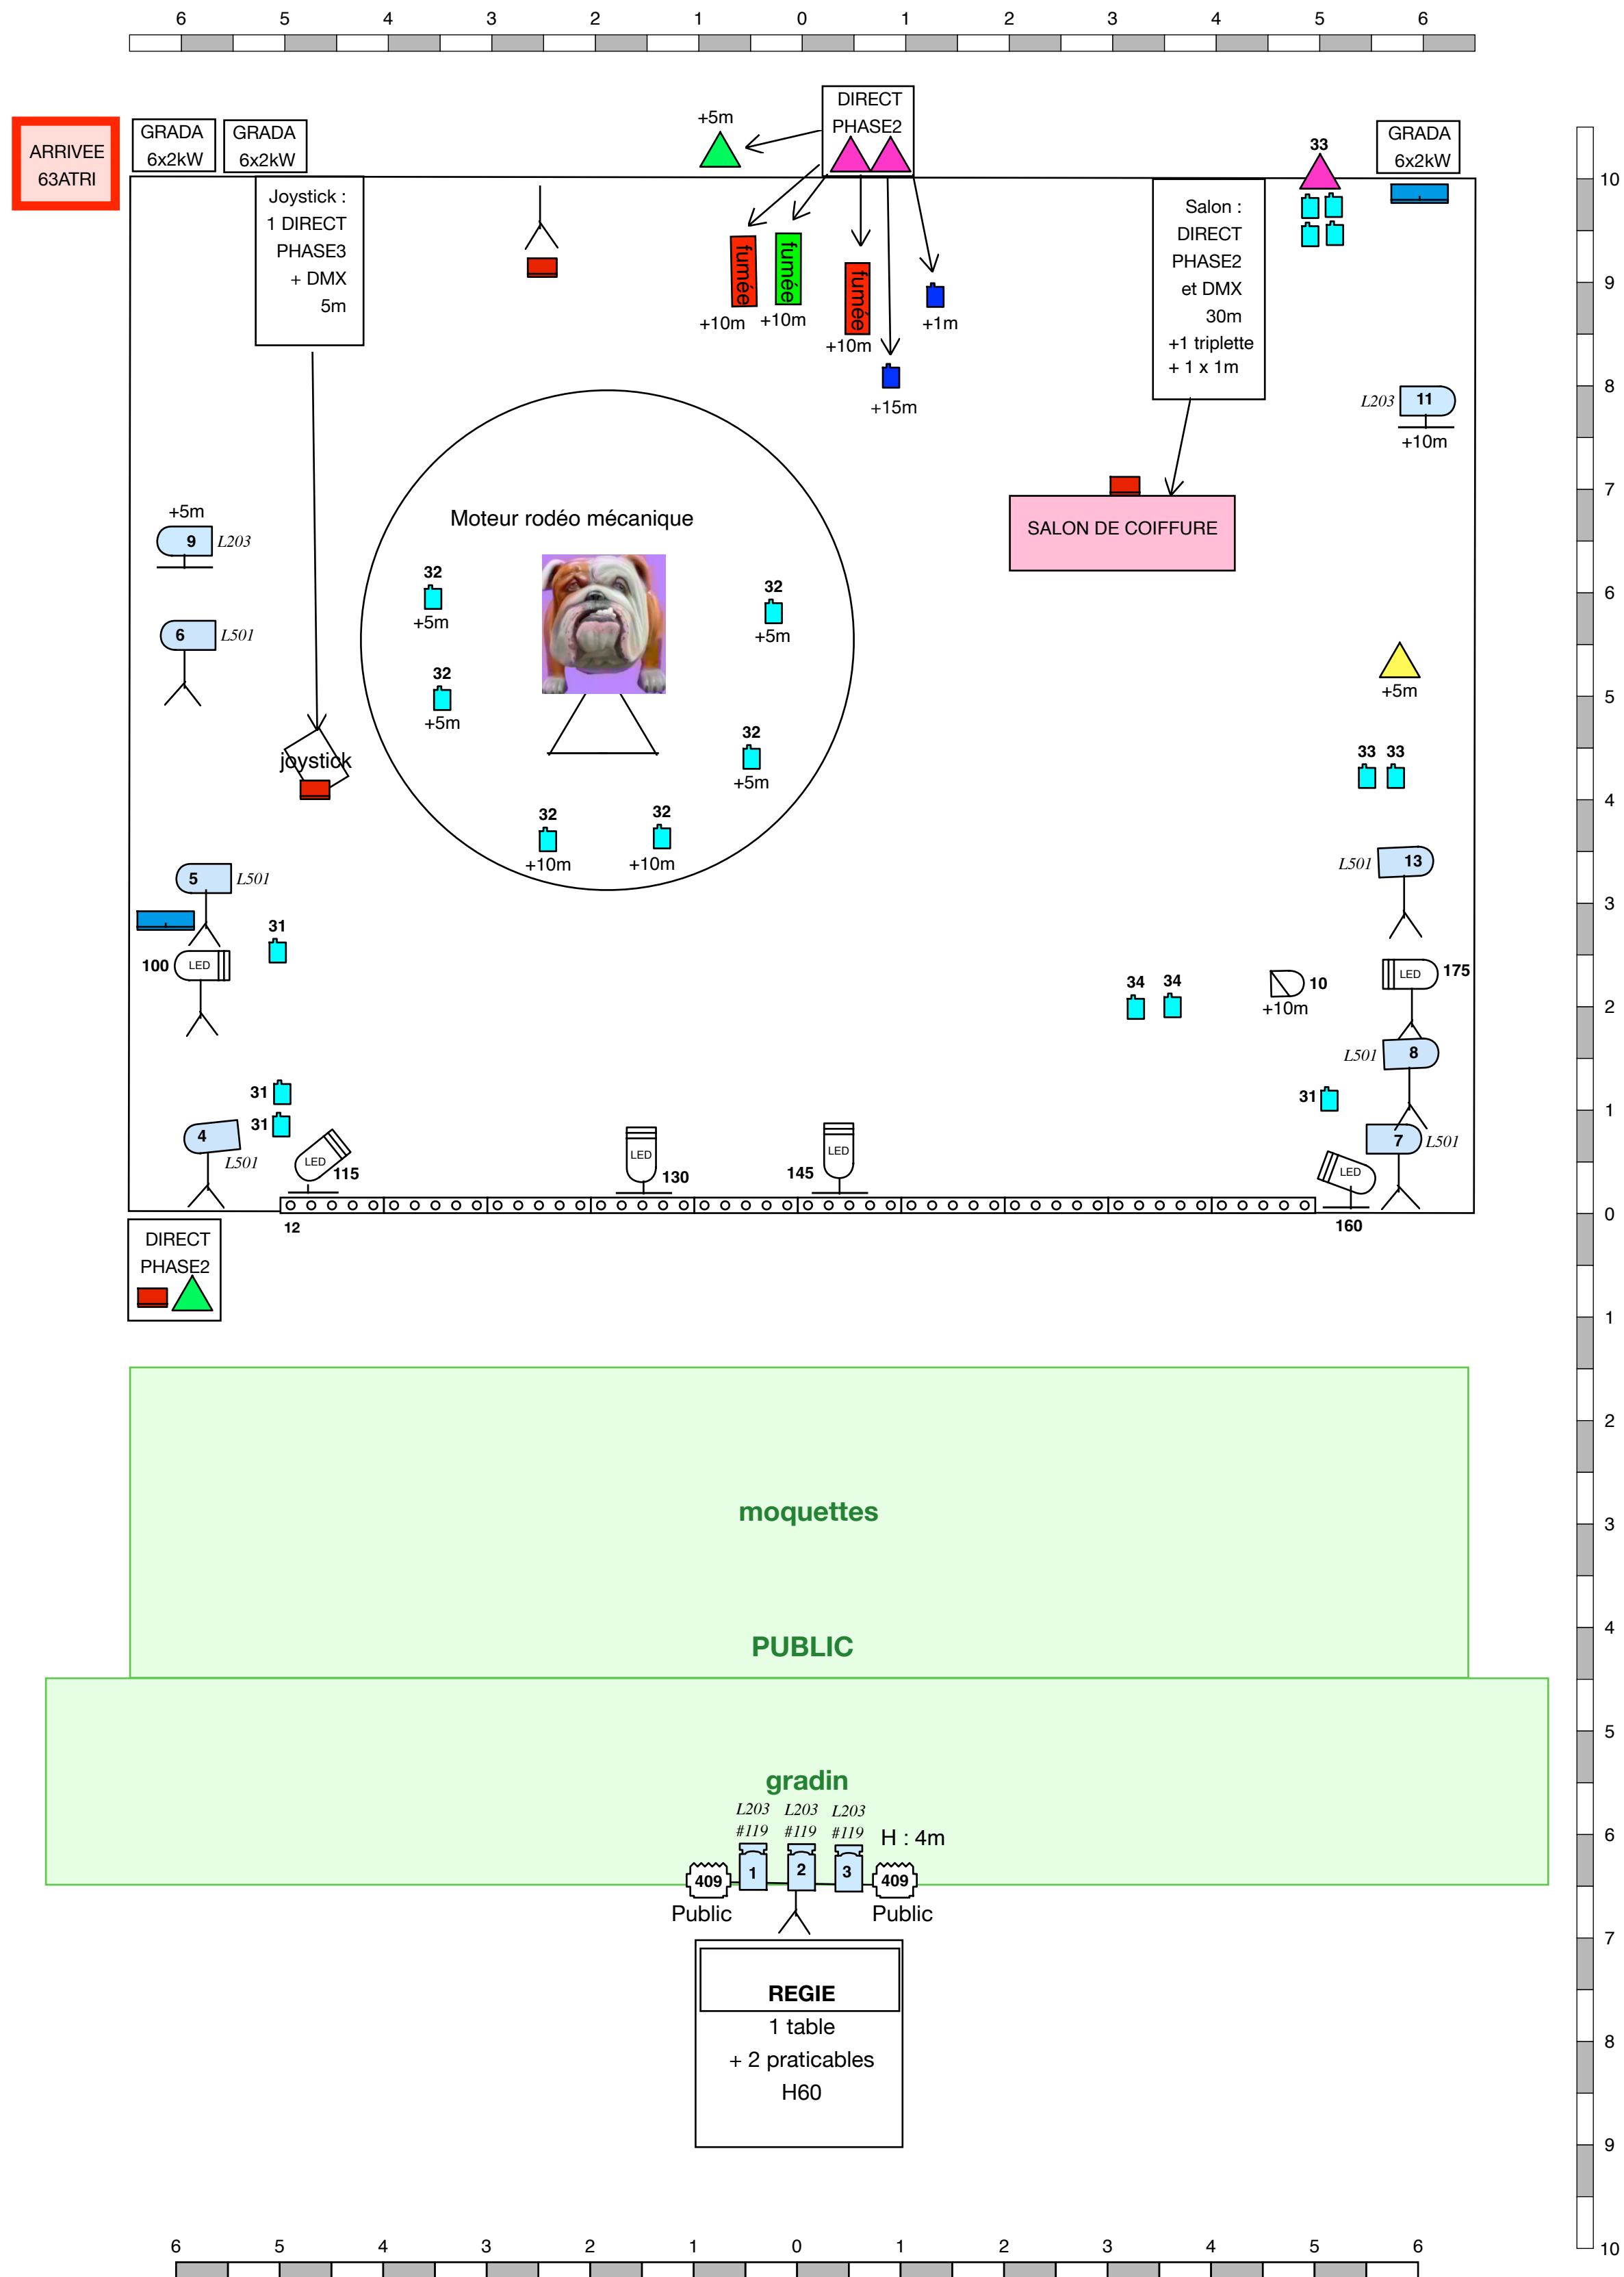 6 5 4 3 2 1 0 1 2 3 4 5 6
ARRIVEE
63ATRI
GRADA
6x2kW
GRADA
6x2kW
+5m
DIRECT
PHASE2
33
GRADA
6x2kW
10
Joystick :
1 DIRECT
PHASE3
+ DMX
5m
fumée
+10m
fumée
+10m
fumée
+10m
+1m
+15m
Salon :
DIRECT
PHASE2
et DMX
30m
+1 triplette
+ 1 x 1m
9
8
L203 11
+10m
7
+5m
9 L203
Moteur rodéo mécanique
SALON DE COIFFURE
6
32
+5m
32
+5m
6 L501
+5m
5
32
+5m
32
+5m
joystick
33 33
4
32
+10m
32
+10m
5 L501
L501 13
3
31
100 LED
34 34
10
+10m
LED 175
2
L501 8
31
31
31
1
4
L501
LED 115
LED 130
145 LED
LED
160
7 L501
0
12
DIRECT
PHASE2
1
2
moquettes
3
PUBLIC
4
5
gradin
L203 L203 L203
#119 #119 #119
H : 4m
6
409 1 2 3 409
Public Public
7
REGIE
1 table
+ 2 praticables
H60
8
9
6 5 4 3 2 1 0 1 2 3 4 5 6
10